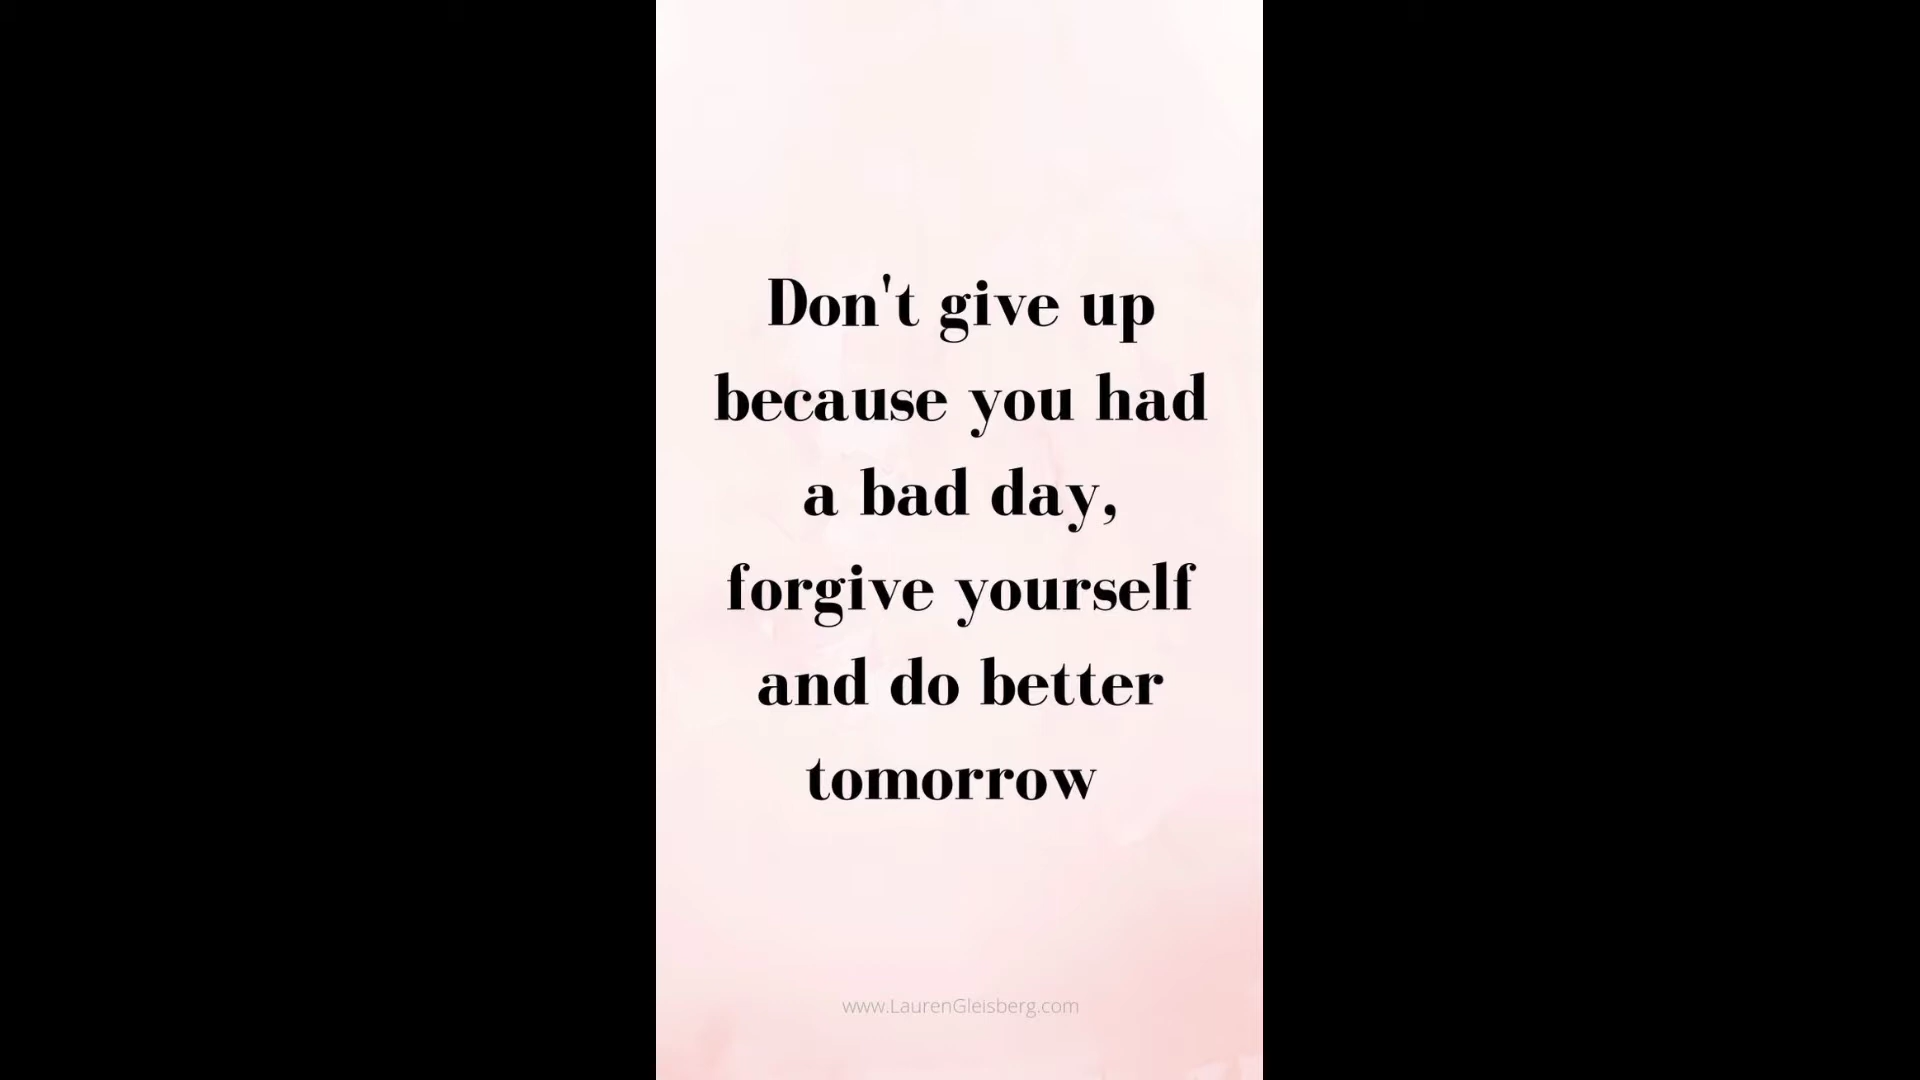 Don't give up
because you had
a bad day,
forgive yourself
and do better
tomorrow
www.LaurenGleisberg.com